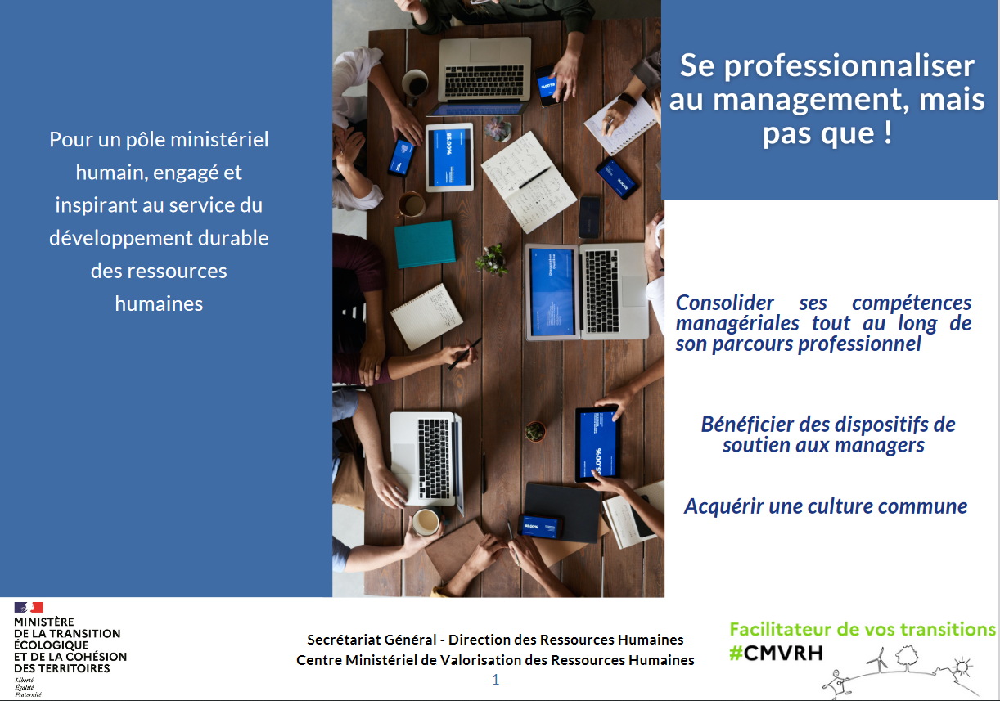 Pour un pôle ministériel
humain, engagé et
inspirant au service du
développement durable
des ressources
humaines
85.00%
85.00%
Se professionnaliser
au management, mais
pas que !
Consolider ses compétences
managériales tout au long de
son parcours professionnel
Bénéficier des dispositifs de
soutien aux managers
Acquérir une culture commune
MINISTÈRE
DE LA TRANSITION
ÉCOLOGIQUE
ET DE LA COHÉSION
DES TERRITOIRES
Liberté
Égalité
Fraternité
Secrétariat Général - Direction des Ressources Humaines
Centre Ministériel de Valorisation des Ressources Humaines
1
Facilitateur de vos transitions
#CMVRH